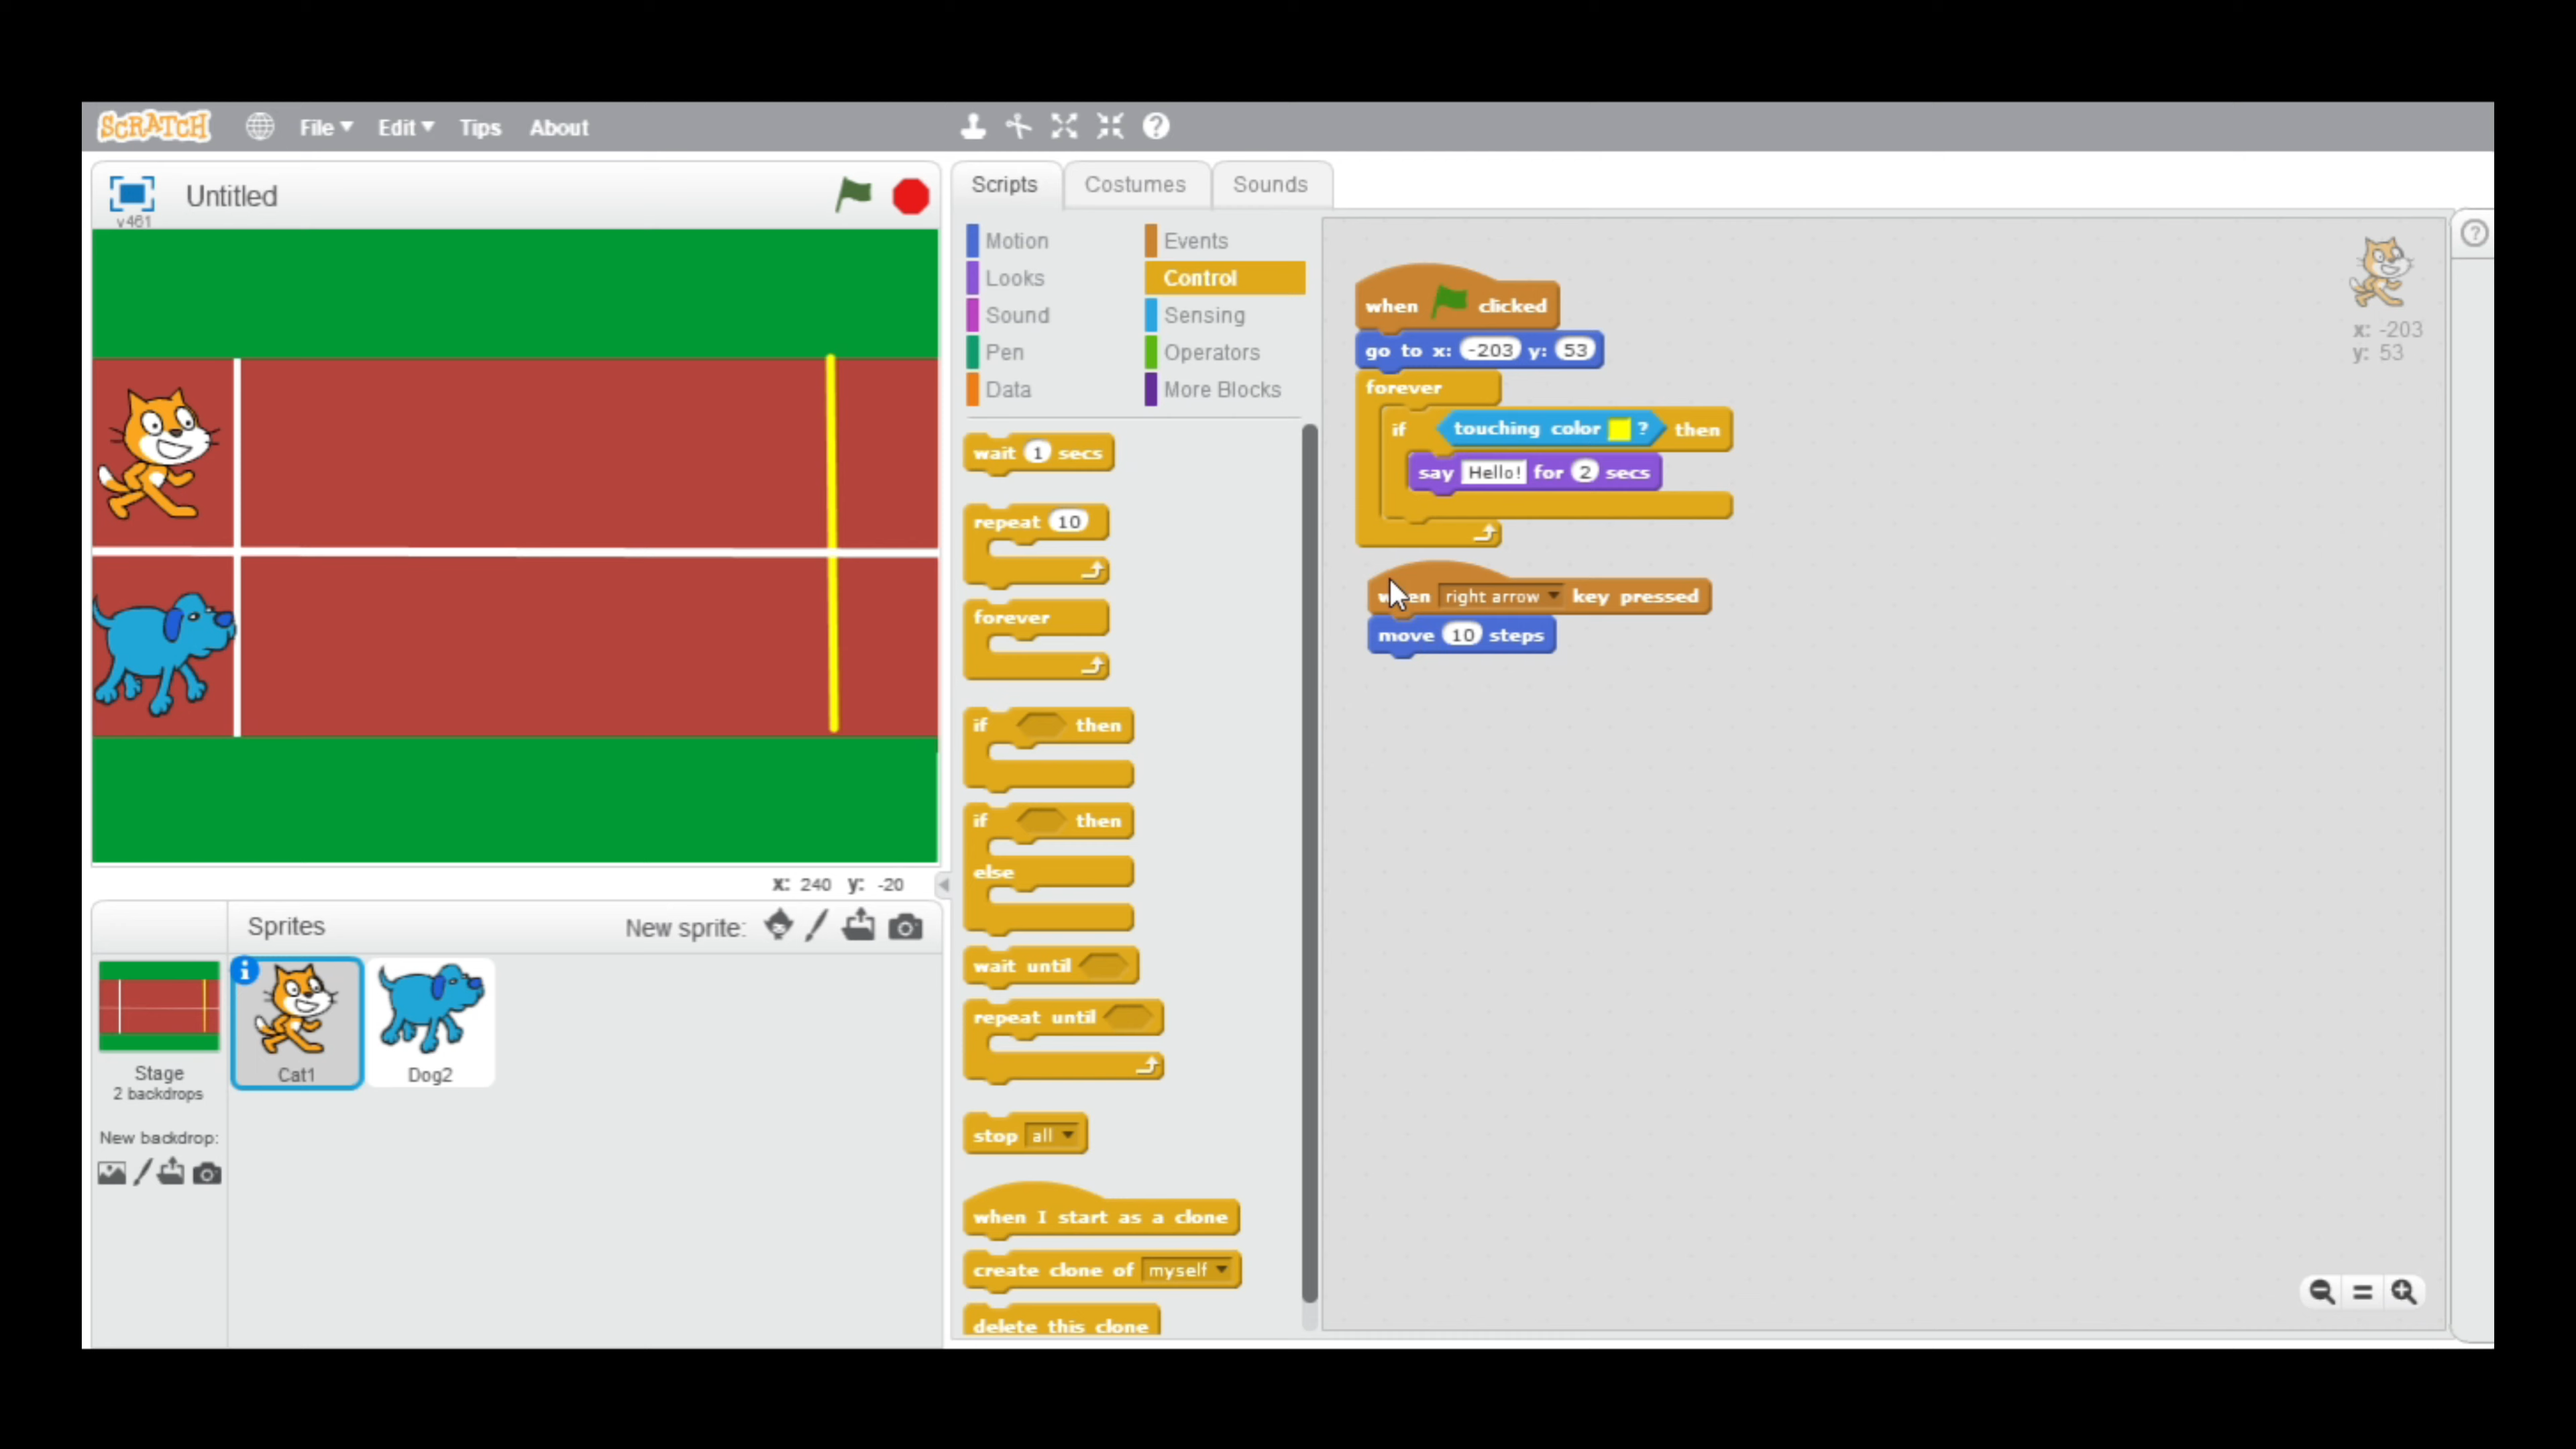 SCRATCH File Edit Tips About
v461 Untitled
x: 240 y: -20
Sprites New sprite:
Stage
2 backdrops
Cat1 Dog2
New backdrop:
Scripts Costumes Sounds
Motion Events
Looks Control
Sound Sensing
Pen Operators
Data More Blocks
wait 1 secs
repeat 10
forever
if then
if then
else
wait until
repeat until
stop all
when I start as a clone
create clone of myself
delete this clone
when clicked
go to x: -203 y: 53
forever
if touching color ? then
say Hello! for 2 secs
right arrow key pressed
move 10 steps
x: -203
y: 53